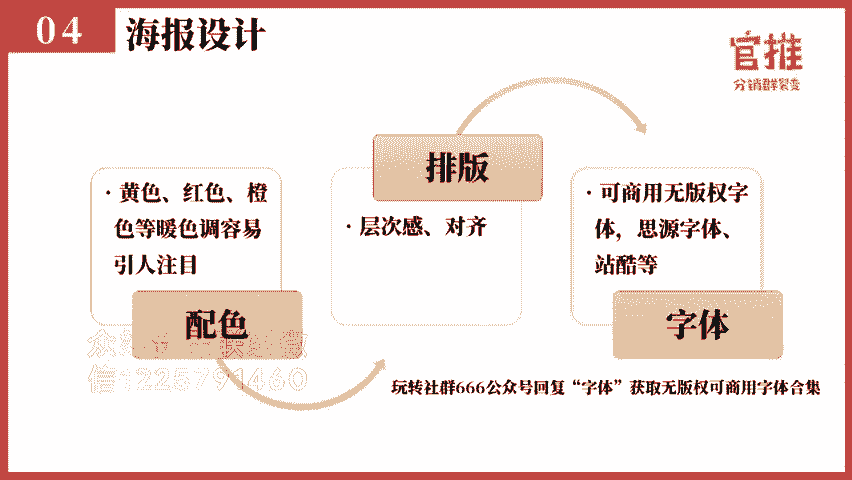 04
海报设计
官推
分销群裂变
排版
· 黄色、红色、橙
色等暖色调容易
引人注目
· 层次感、对齐
· 可商用无版权字
体，思源字体、
站酷等
配色
字体
信1225791460
玩转社群666公众号回复“字体”获取无版权可商用字体合集